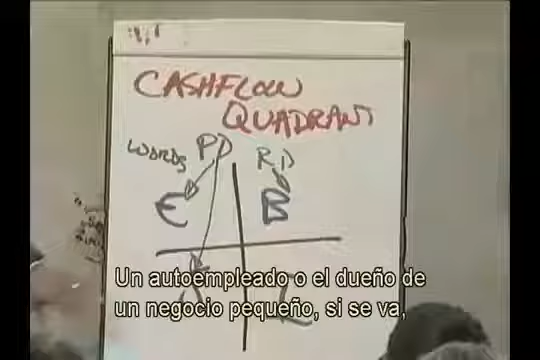 CASHFLOW
QUADRANT
WORDS PD RD
E B
Un autoempleado o el dueño de
un negocio pequeño, si se va,